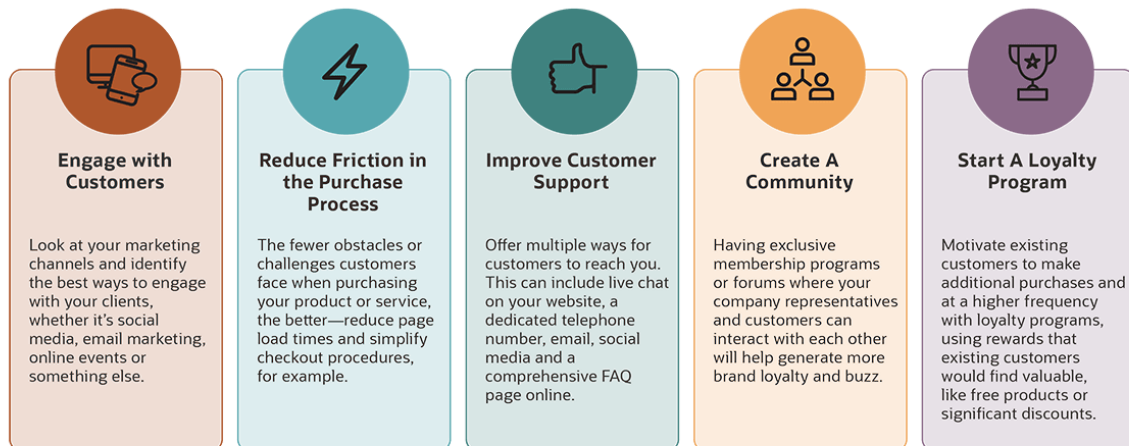 Engage with
Customers
Look at your marketing
channels and identify
the best ways to engage
with your clients,
whether it's social
media, email marketing,
online events or
something else.
Reduce Friction in
the Purchase
Process
The fewer obstacles or
challenges customers
face when purchasing
your product or service,
the better—reduce page
load times and simplify
checkout procedures,
for example.
Improve Customer
Support
Offer multiple ways for
customers to reach you.
This can include live chat
on your website, a
dedicated telephone
number, email, social
media and a
comprehensive FAQ
page online.
Create A
Community
Having exclusive
membership programs
or forums where your
company representatives
and customers can
interact with each other
will help generate more
brand loyalty and buzz.
Start A Loyalty
Program
Motivate existing
customers to make
additional purchases and
at a higher frequency
with loyalty programs,
using rewards that
existing customers
would find valuable,
like free products or
significant discounts.